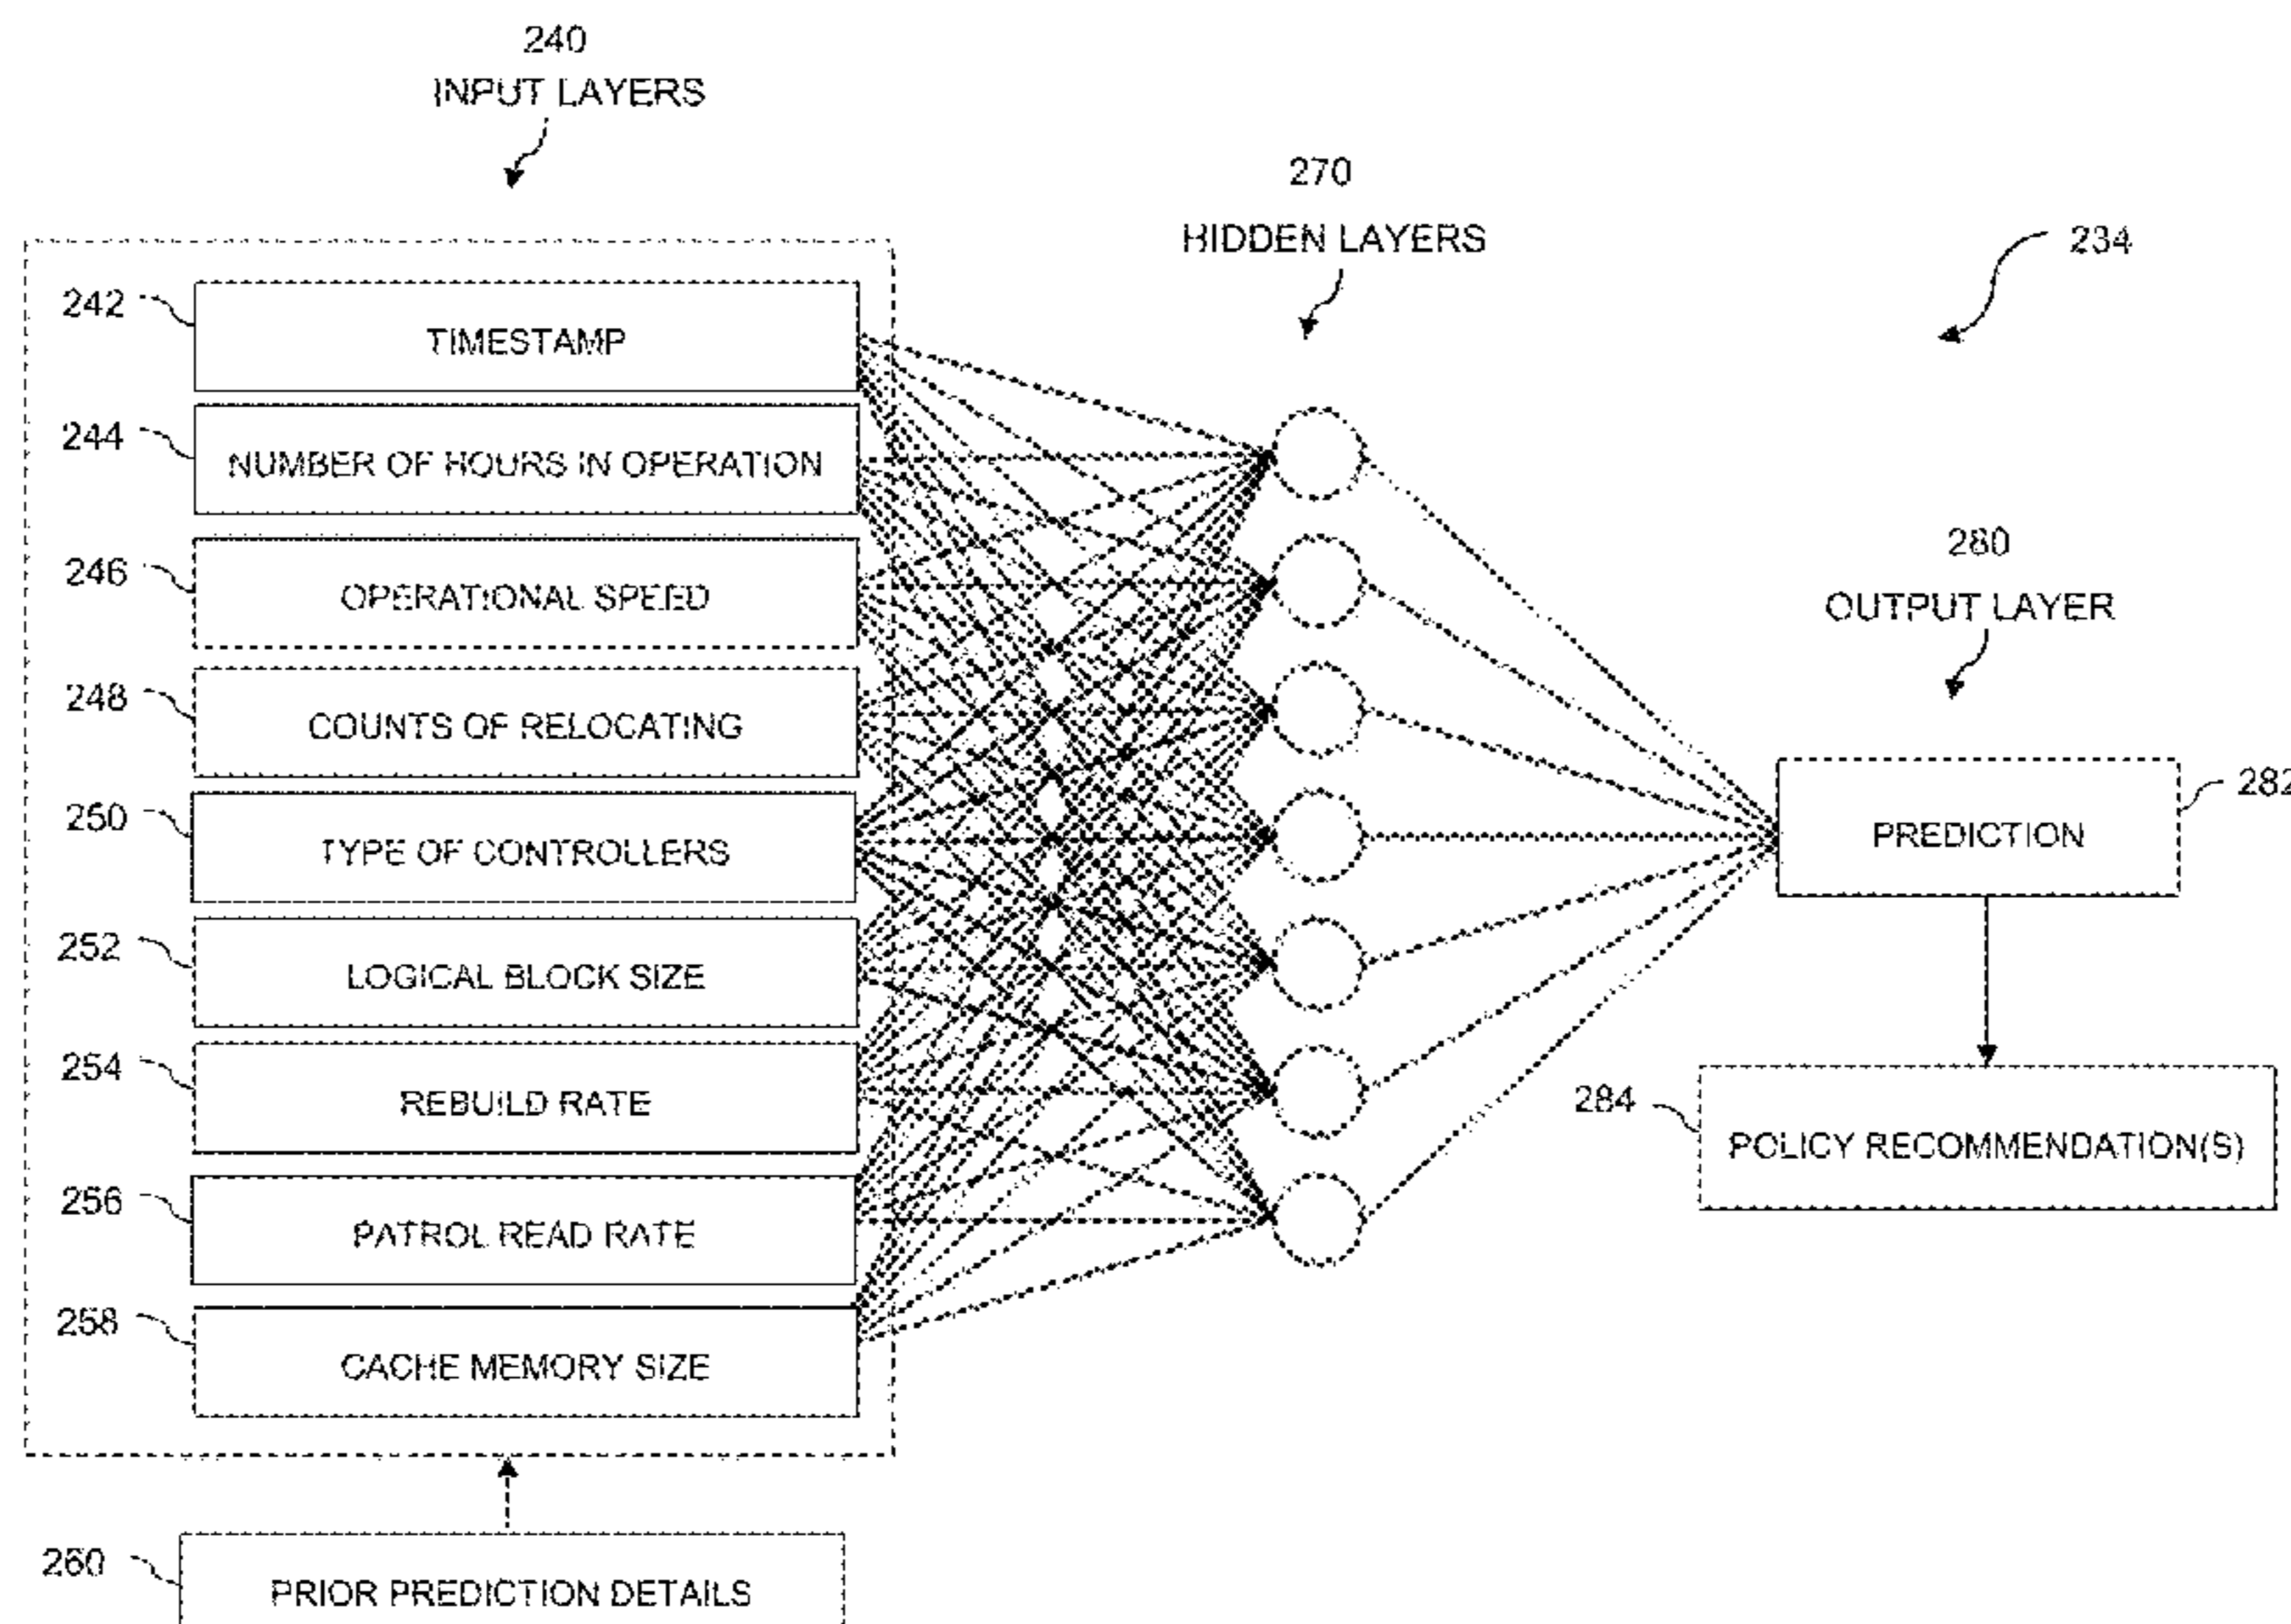 240
INPUT LAYERS
270
HIDDEN LAYERS
234
242
TIMESTAMP
244
NUMBER OF HOURS IN OPERATION
246
OPERATIONAL SPEED
248
COUNTS OF RELOCATING
250
TYPE OF CONTROLLERS
252
LOGICAL BLOCK SIZE
254
REBUILD RATE
256
PATROL READ RATE
258
CACHE MEMORY SIZE
260
PRIOR PREDICTION DETAILS
280
OUTPUT LAYER
PREDICTION
282
284
POLICY RECOMMENDATION(S)